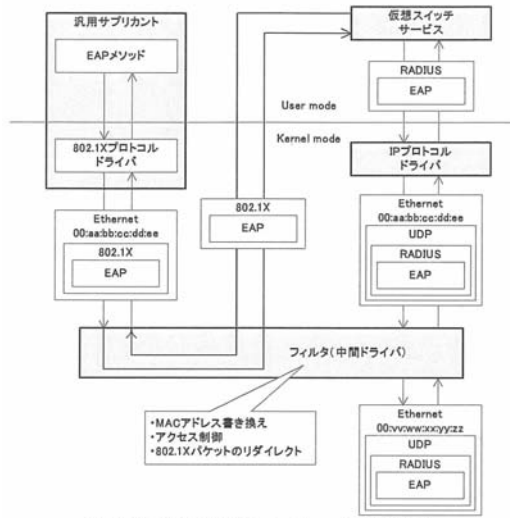 汎用サプリカント
EAPメソッド
仮想スイッチ
サービス
RADIUS
EAP
User mode
Kernel mode
802.1Xプロトコル
ドライバ
IPプロトコル
ドライバ
Ethernet
00:aa:bb:cc:dd:ee
802.1X
EAP
802.1X
EAP
Ethernet
00:aa:bb:cc:dd:ee
UDP
RADIUS
EAP
フィルタ(中間ドライバ)
・MACアドレス書き換え
・アクセス制御
・802.1Xパケットのリダイレクト
Ethernet
00:vv:ww:xx:yy:zz
UDP
RADIUS
EAP